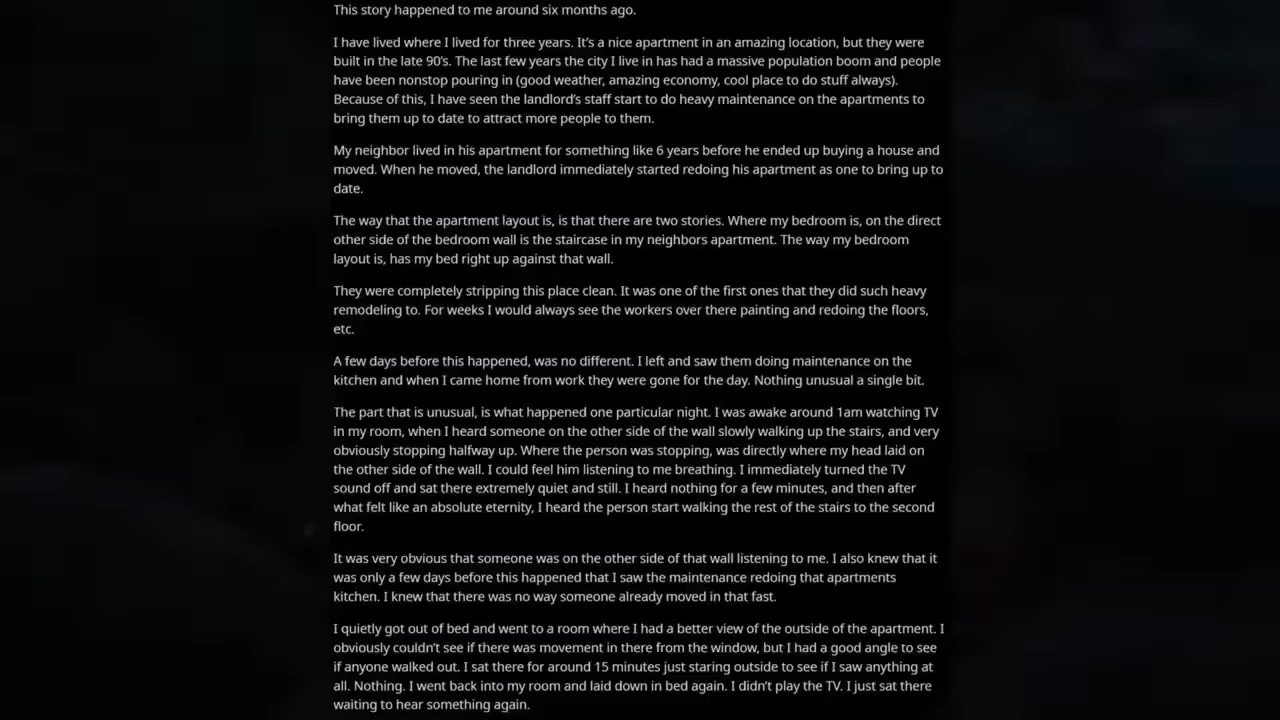 This story happened to me around six months ago.
I have lived where I lived for three years. It's a nice apartment in an amazing location, but they were
built in the late 90's. The last few years the city I live in has had a massive population boom and people
have been nonstop pouring in (good weather, amazing economy, cool place to do stuff always).
Because of this, I have seen the landlord's staff start to do heavy maintenance on the apartments to
bring them up to date to attract more people to them.
My neighbor lived in his apartment for something like 6 years before he ended up buying a house and
moved. When he moved, the landlord immediately started redoing his apartment as one to bring up to
date.
The way that the apartment layout is, is that there are two stories. Where my bedroom is, on the direct
other side of the bedroom wall is the staircase in my neighbors apartment. The way my bedroom
layout is, has my bed right up against that wall.
They were completely stripping this place clean. It was one of the first ones that they did such heavy
remodeling to. For weeks I would always see the workers over there painting and redoing the floors,
etc.
A few days before this happened, was no different. I left and saw them doing maintenance on the
kitchen and when I came home from work they were gone for the day. Nothing unusual a single bit.
The part that is unusual, is what happened one particular night. I was awake around 1am watching TV
in my room, when I heard someone on the other side of the wall slowly walking up the stairs, and very
obviously stopping halfway up. Where the person was stopping, was directly where my head laid on
the other side of the wall. I could feel him listening to me breathing. I immediately turned the TV
sound off and sat there extremely quiet and still. I heard nothing for a few minutes, and then after
what felt like an absolute eternity, I heard the person start walking the rest of the stairs to the second
floor.
It was very obvious that someone was on the other side of that wall listening to me. I also knew that it
was only a few days before this happened that I saw the maintenance redoing that apartments
kitchen. I knew that there was no way someone already moved in that fast.
I quietly got out of bed and went to a room where I had a better view of the outside of the apartment. I
obviously couldn't see if there was movement in there from the window, but I had a good angle to see
if anyone walked out. I sat there for around 15 minutes just staring outside to see if I saw anything at
all. Nothing. I went back into my room and laid down in bed again. I didn't play the TV. I just sat there
waiting to hear something again.